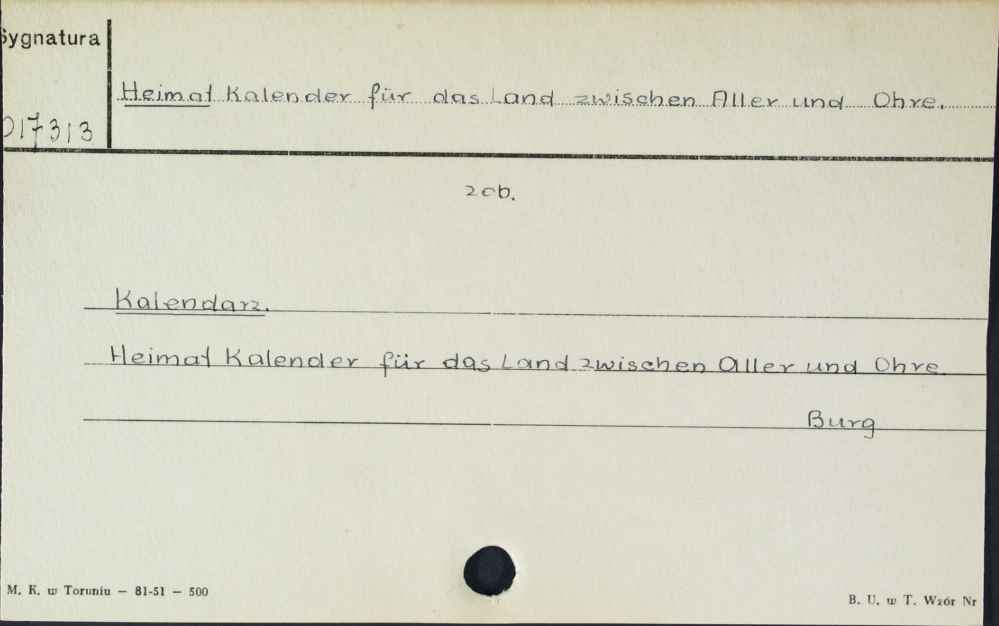 Sygnatura
Heimat Kalender für das Land zwischen Aller und Ohre.
017313
zob.
Kalendarz.
Heimat Kalender für das Land zwischen Aller und Ohre
Burg
M. K. w Toruniu — 81-51 — 500
B. U. w T. Wzór Nr